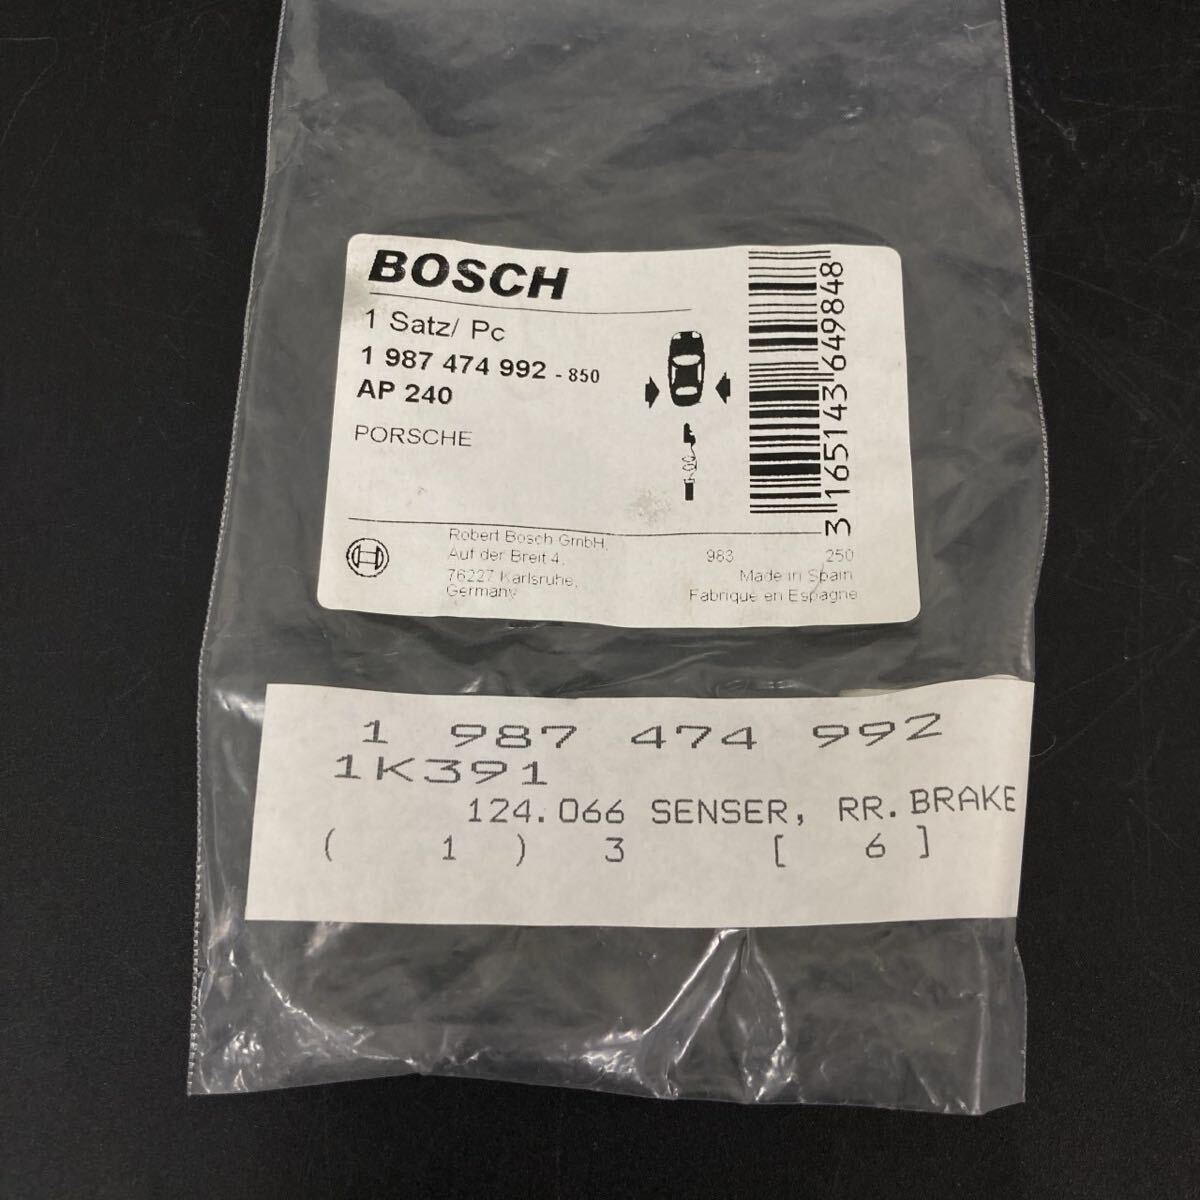 BOSCH
1 Satz/ Pc
1 987 474 992 - 850
AP 240
PORSCHE
3 165143 649848
Robert Bosch GmbH,
Auf der Breit 4,
76227 Karlsruhe,
Germany
983 250
Made in Spain
Fabriqué en Espagne
1 987 474 992
1K391
124.066 SENSER, RR.BRAKE
( 1 ) 3 [ 6 ]